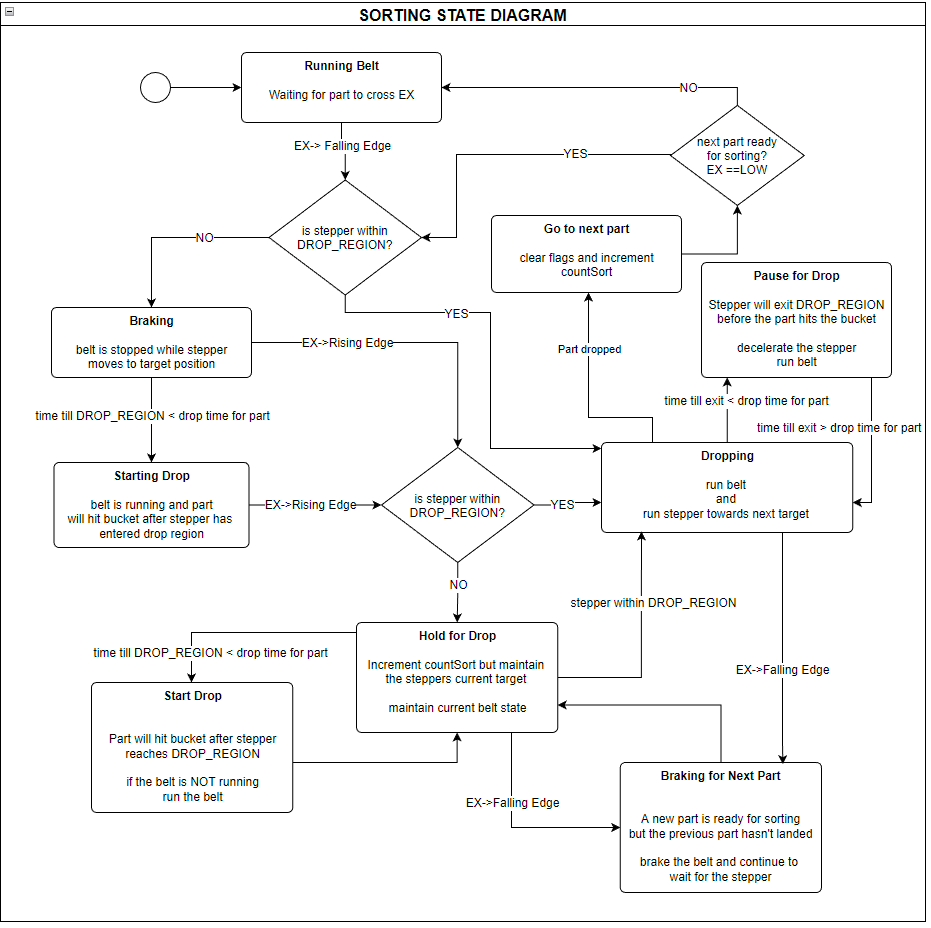 SORTING STATE DIAGRAM
Running Belt
Waiting for part to cross EX
NO
next part ready
for sorting?
EX ==LOW
EX-> Falling Edge
YES
is stepper within
DROP_REGION?
NO
YES
Go to next part
clear flags and increment
countSort
Pause for Drop
Stepper will exit DROP_REGION
before the part hits the bucket
decelerate the stepper
run belt
Braking
belt is stopped while stepper
moves to target position
EX->Rising Edge
Part dropped
time till exit < drop time for part
time till exit > drop time for part
time till DROP_REGION < drop time for part
Starting Drop
belt is running and part
will hit bucket after stepper has
entered drop region
EX->Rising Edge
is stepper within
DROP_REGION?
YES
Dropping
run belt
and
run stepper towards next target
NO
stepper within DROP_REGION
Hold for Drop
Increment countSort but maintain
the steppers current target
maintain current belt state
time till DROP_REGION < drop time for part
EX->Falling Edge
Start Drop
Part will hit bucket after stepper
reaches DROP_REGION
if the belt is NOT running
run the belt
EX->Falling Edge
Braking for Next Part
A new part is ready for sorting
but the previous part hasn't landed
brake the belt and continue to
wait for the stepper